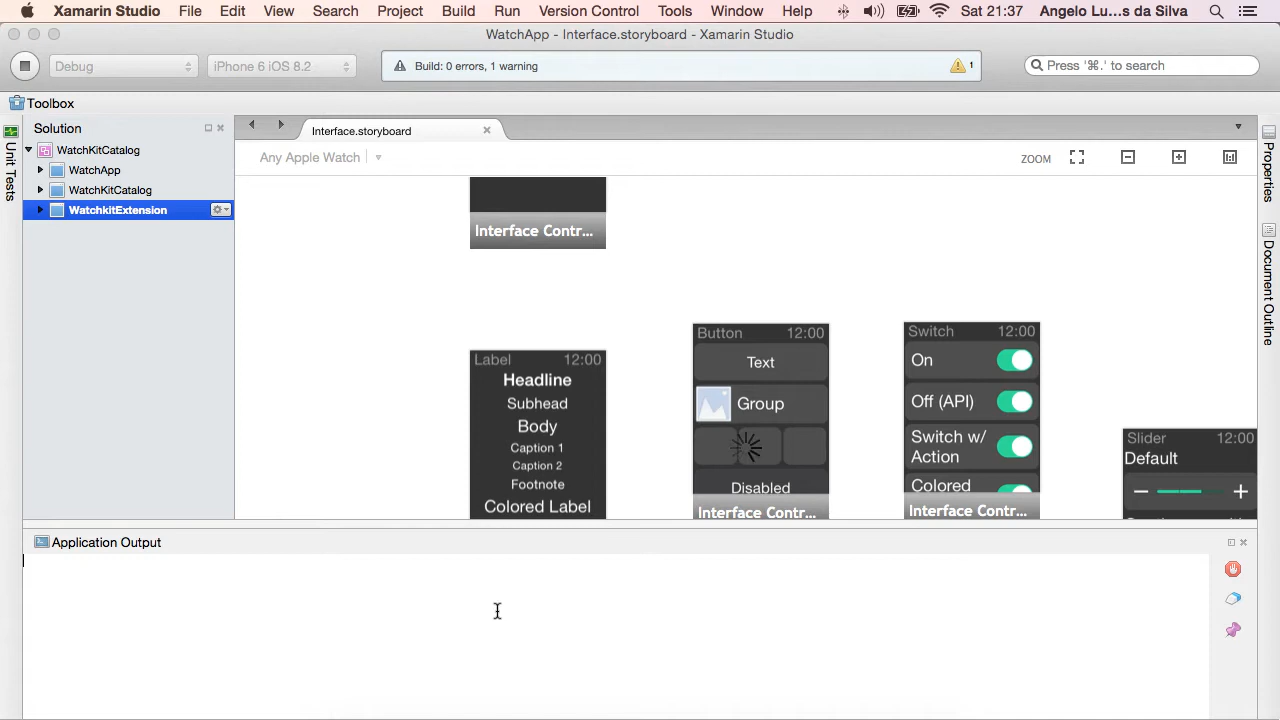 Xamarin Studio File Edit View Search Project Build Run Version Control Tools Window Help Sat 21:37 Angelo Lu...s da Silva
WatchApp - Interface.storyboard - Xamarin Studio
Debug iPhone 6 iOS 8.2 Build: 0 errors, 1 warning 1 Press '⌘.' to search
Toolbox
Unit Tests
Solution
WatchKitCatalog
WatchApp
WatchKitCatalog
WatchkitExtension
Interface.storyboard
Any Apple Watch ZOOM
Interface Contr...
Label 12:00
Headline
Subhead
Body
Caption 1
Caption 2
Footnote
Colored Label
Button 12:00
Text
Group
Disabled
Interface Contr...
Switch 12:00
On
Off (API)
Switch w/
Action
Colored
Interface Contr...
Slider 12:00
Default
Properties
Document Outline
Application Output